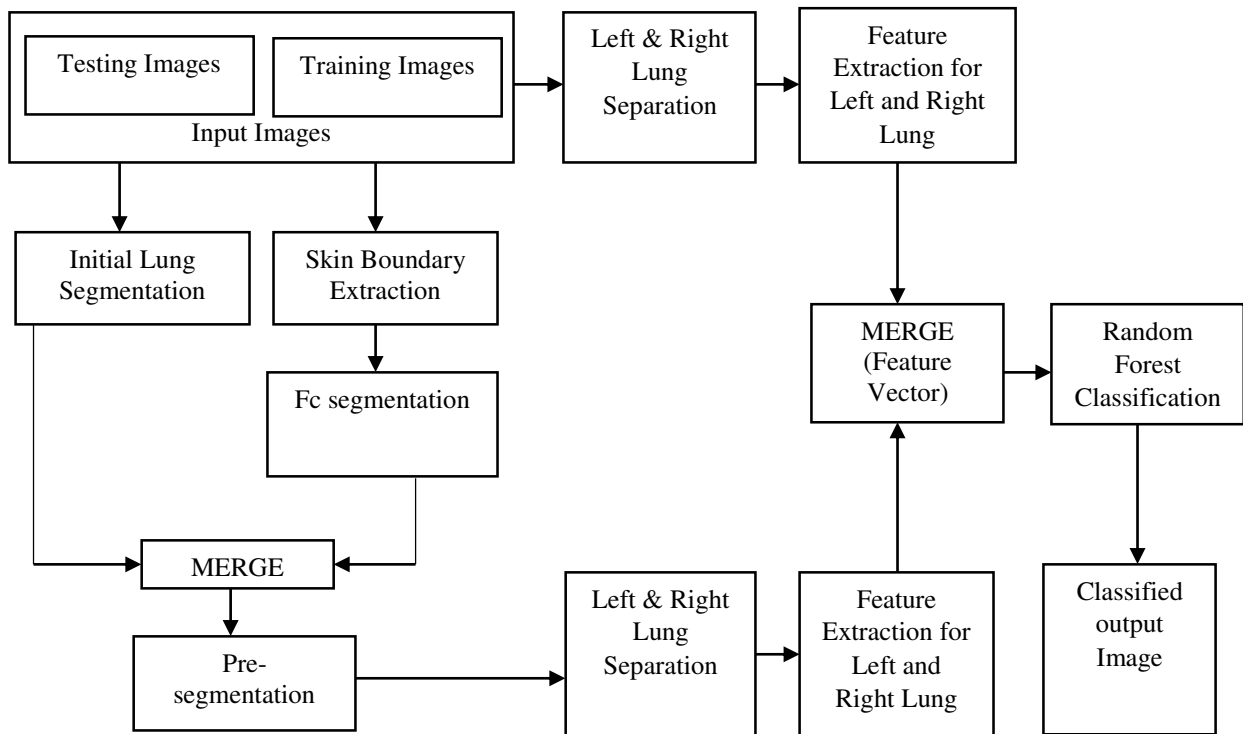 Testing Images
Training Images
Input Images
Left & Right
Lung
Separation
Feature
Extraction for
Left and Right
Lung
Initial Lung
Segmentation
Skin Boundary
Extraction
Fc segmentation
MERGE
(Feature
Vector)
Random
Forest
Classification
MERGE
Pre-
segmentation
Left & Right
Lung
Separation
Feature
Extraction for
Left and
Right Lung
Classified
output
Image